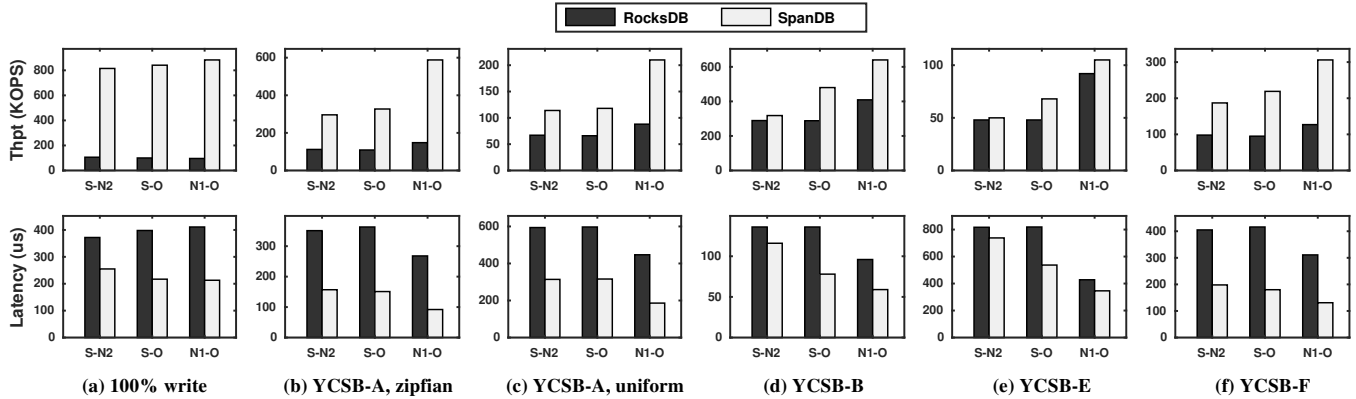 RocksDB SpanDB
Thpt (KOPS)
800
600
400
200
0
S-N2 S-O N1-O
600
400
200
0
S-N2 S-O N1-O
200
150
100
50
0
S-N2 S-O N1-O
600
400
200
0
S-N2 S-O N1-O
100
50
0
S-N2 S-O N1-O
300
200
100
0
S-N2 S-O N1-O
Latency (us)
400
300
200
100
0
S-N2 S-O N1-O
300
200
100
0
S-N2 S-O N1-O
600
400
200
0
S-N2 S-O N1-O
100
50
0
S-N2 S-O N1-O
800
600
400
200
0
S-N2 S-O N1-O
400
300
200
100
0
S-N2 S-O N1-O
(a) 100% write
(b) YCSB-A, zipfian
(c) YCSB-A, uniform
(d) YCSB-B
(e) YCSB-E
(f) YCSB-F